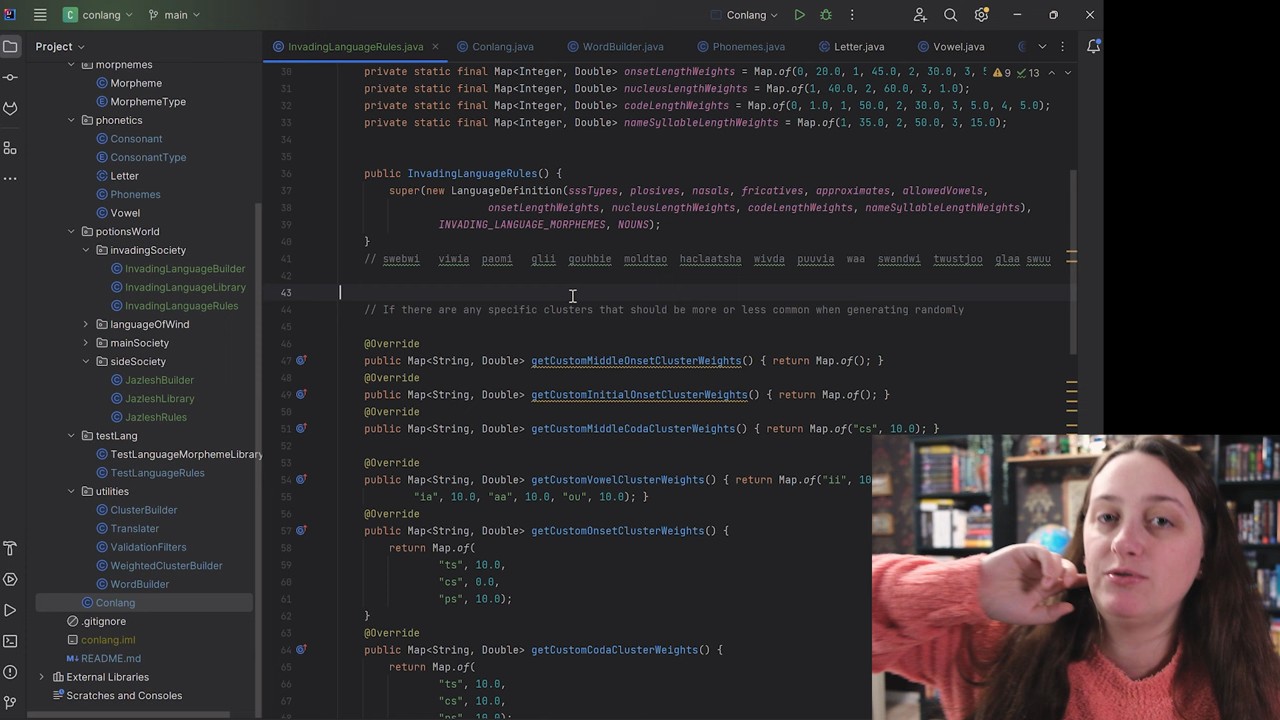 conlang
main
Conlang
Project
InvadingLanguageRules.java
Conlang.java
WordBuilder.java
Phonemes.java
Letter.java
Vowel.java
morphemes
Morpheme
MorphemeType
phonetics
Consonant
ConsonantType
Letter
Phonemes
Vowel
potionsWorld
invadingSociety
InvadingLanguageBuilder
InvadingLanguageLibrary
InvadingLanguageRules
languageOfWind
mainSociety
sideSociety
JazleshBuilder
JazleshLibrary
JazleshRules
testLang
TestLanguageMorphemeLibrary
TestLanguageRules
utilities
ClusterBuilder
Translater
ValidationFilters
WeightedClusterBuilder
WordBuilder
Conlang
.gitignore
conlang.iml
README.md
External Libraries
Scratches and Consoles
30 private static final Map<Integer, Double> onsetLengthWeights = Map.of(0, 20.0, 1, 45.0, 2, 30.0, 3,
9 13
31 private static final Map<Integer, Double> nucleusLengthWeights = Map.of(1, 40.0, 2, 60.0, 3, 1.0);
32 private static final Map<Integer, Double> codeLengthWeights = Map.of(0, 1.0, 1, 50.0, 2, 30.0, 3, 5.0, 4, 5.0);
33 private static final Map<Integer, Double> nameSyllableLengthWeights = Map.of(1, 35.0, 2, 50.0, 3, 15.0);
34
35
36 public InvadingLanguageRules() {
37 super(new LanguageDefinition(sssTypes, plosives, nasals, fricatives, approximates, allowedVowels,
38 onsetLengthWeights, nucleusLengthWeights, codeLengthWeights, nameSyllableLengthWeights),
39 INVADING_LANGUAGE_MORPHEMES, NOUNS);
40 }
41 // swebwi viwia paomi glii gouhbie moldtao haclaatsha wivda puuvia waa swandwi twustjoo glaa swuu
42
43
44 // If there are any specific clusters that should be more or less common when generating randomly
45
46 @Override
47 public Map<String, Double> getCustomMiddleOnsetClusterWeights() { return Map.of(); }
48 @Override
49 public Map<String, Double> getCustomInitialOnsetClusterWeights() { return Map.of(); }
50 @Override
51 public Map<String, Double> getCustomMiddleCodaClusterWeights() { return Map.of("cs", 10.0); }
52
53 @Override
54 public Map<String, Double> getCustomVowelClusterWeights() { return Map.of("ii", 10
55 "ia", 10.0, "aa", 10.0, "ou", 10.0); }
56 @Override
57 public Map<String, Double> getCustomOnsetClusterWeights() {
58 return Map.of(
59 "ts", 10.0,
60 "cs", 0.0,
61 "ps", 10.0);
62 }
63 @Override
64 public Map<String, Double> getCustomCodaClusterWeights() {
65 return Map.of(
66 "ts", 10.0,
67 "cs", 10.0,
"ps", 10.0);